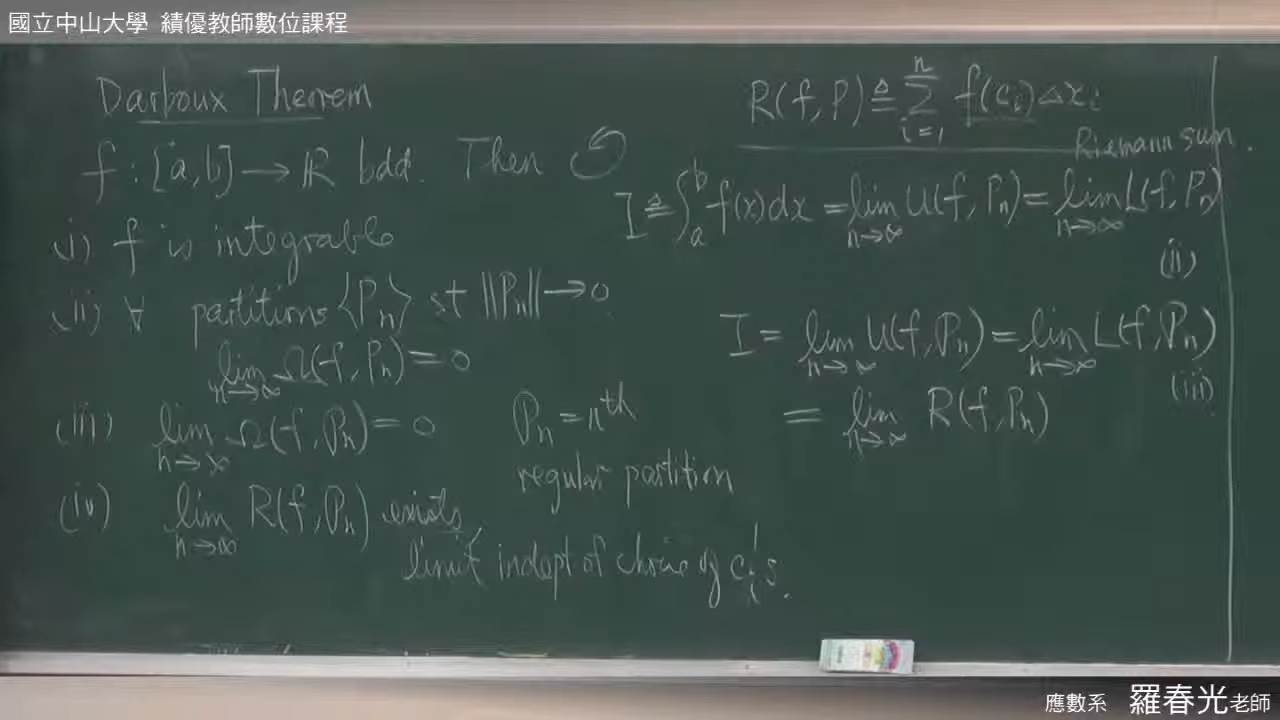 國立中山大學 績優教師數位課程
Darboux Theorem
f : [a,b] → ℝ bdd. Then
(i) f is integrable
(ii) ∀ partitions ⟨Pₙ⟩ st ‖Pₙ‖ → 0
lim Ω(f, Pₙ) = 0
n→∞
(iii) lim Ω(f, 𝒫ₙ) = 0
n→∞
𝒫ₙ = nᵗʰ
regular partition
(iv) lim R(f, 𝒫ₙ) exists,
n→∞
limit indept of choice of cᵢ's.
R(f, P) ≜ Σᵢ₌₁ⁿ f(cᵢ) Δxᵢ
Riemann sum.
I ≜ ∫ₐᵇ f(x)dx = lim U(f, Pₙ) = lim L(f, Pₙ)
n→∞ n→∞
(ii)
I = lim U(f, 𝒫ₙ) = lim L(f, 𝒫ₙ)
n→∞ n→∞
(iii)
= lim R(f, 𝒫ₙ)
n→∞
應數系 羅春光老師